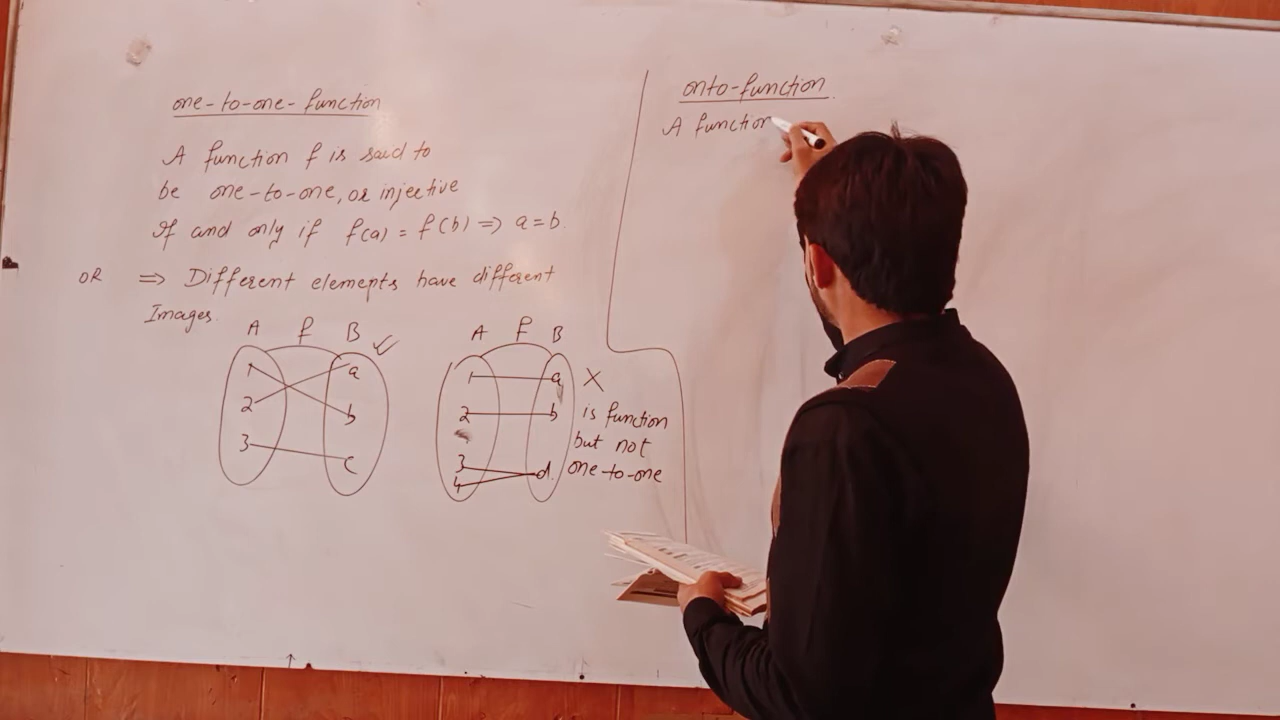 one-to-one-function
A function f is said to
be one-to-one, or injective
If and only if f(a) = f(b) => a=b.
OR => Different elements have different
Images.
A f B ✓
1 a
2 b
3 c
A f B
1 a X
2 b is function
but not
3 d. one-to-one
4
onto-function
A function